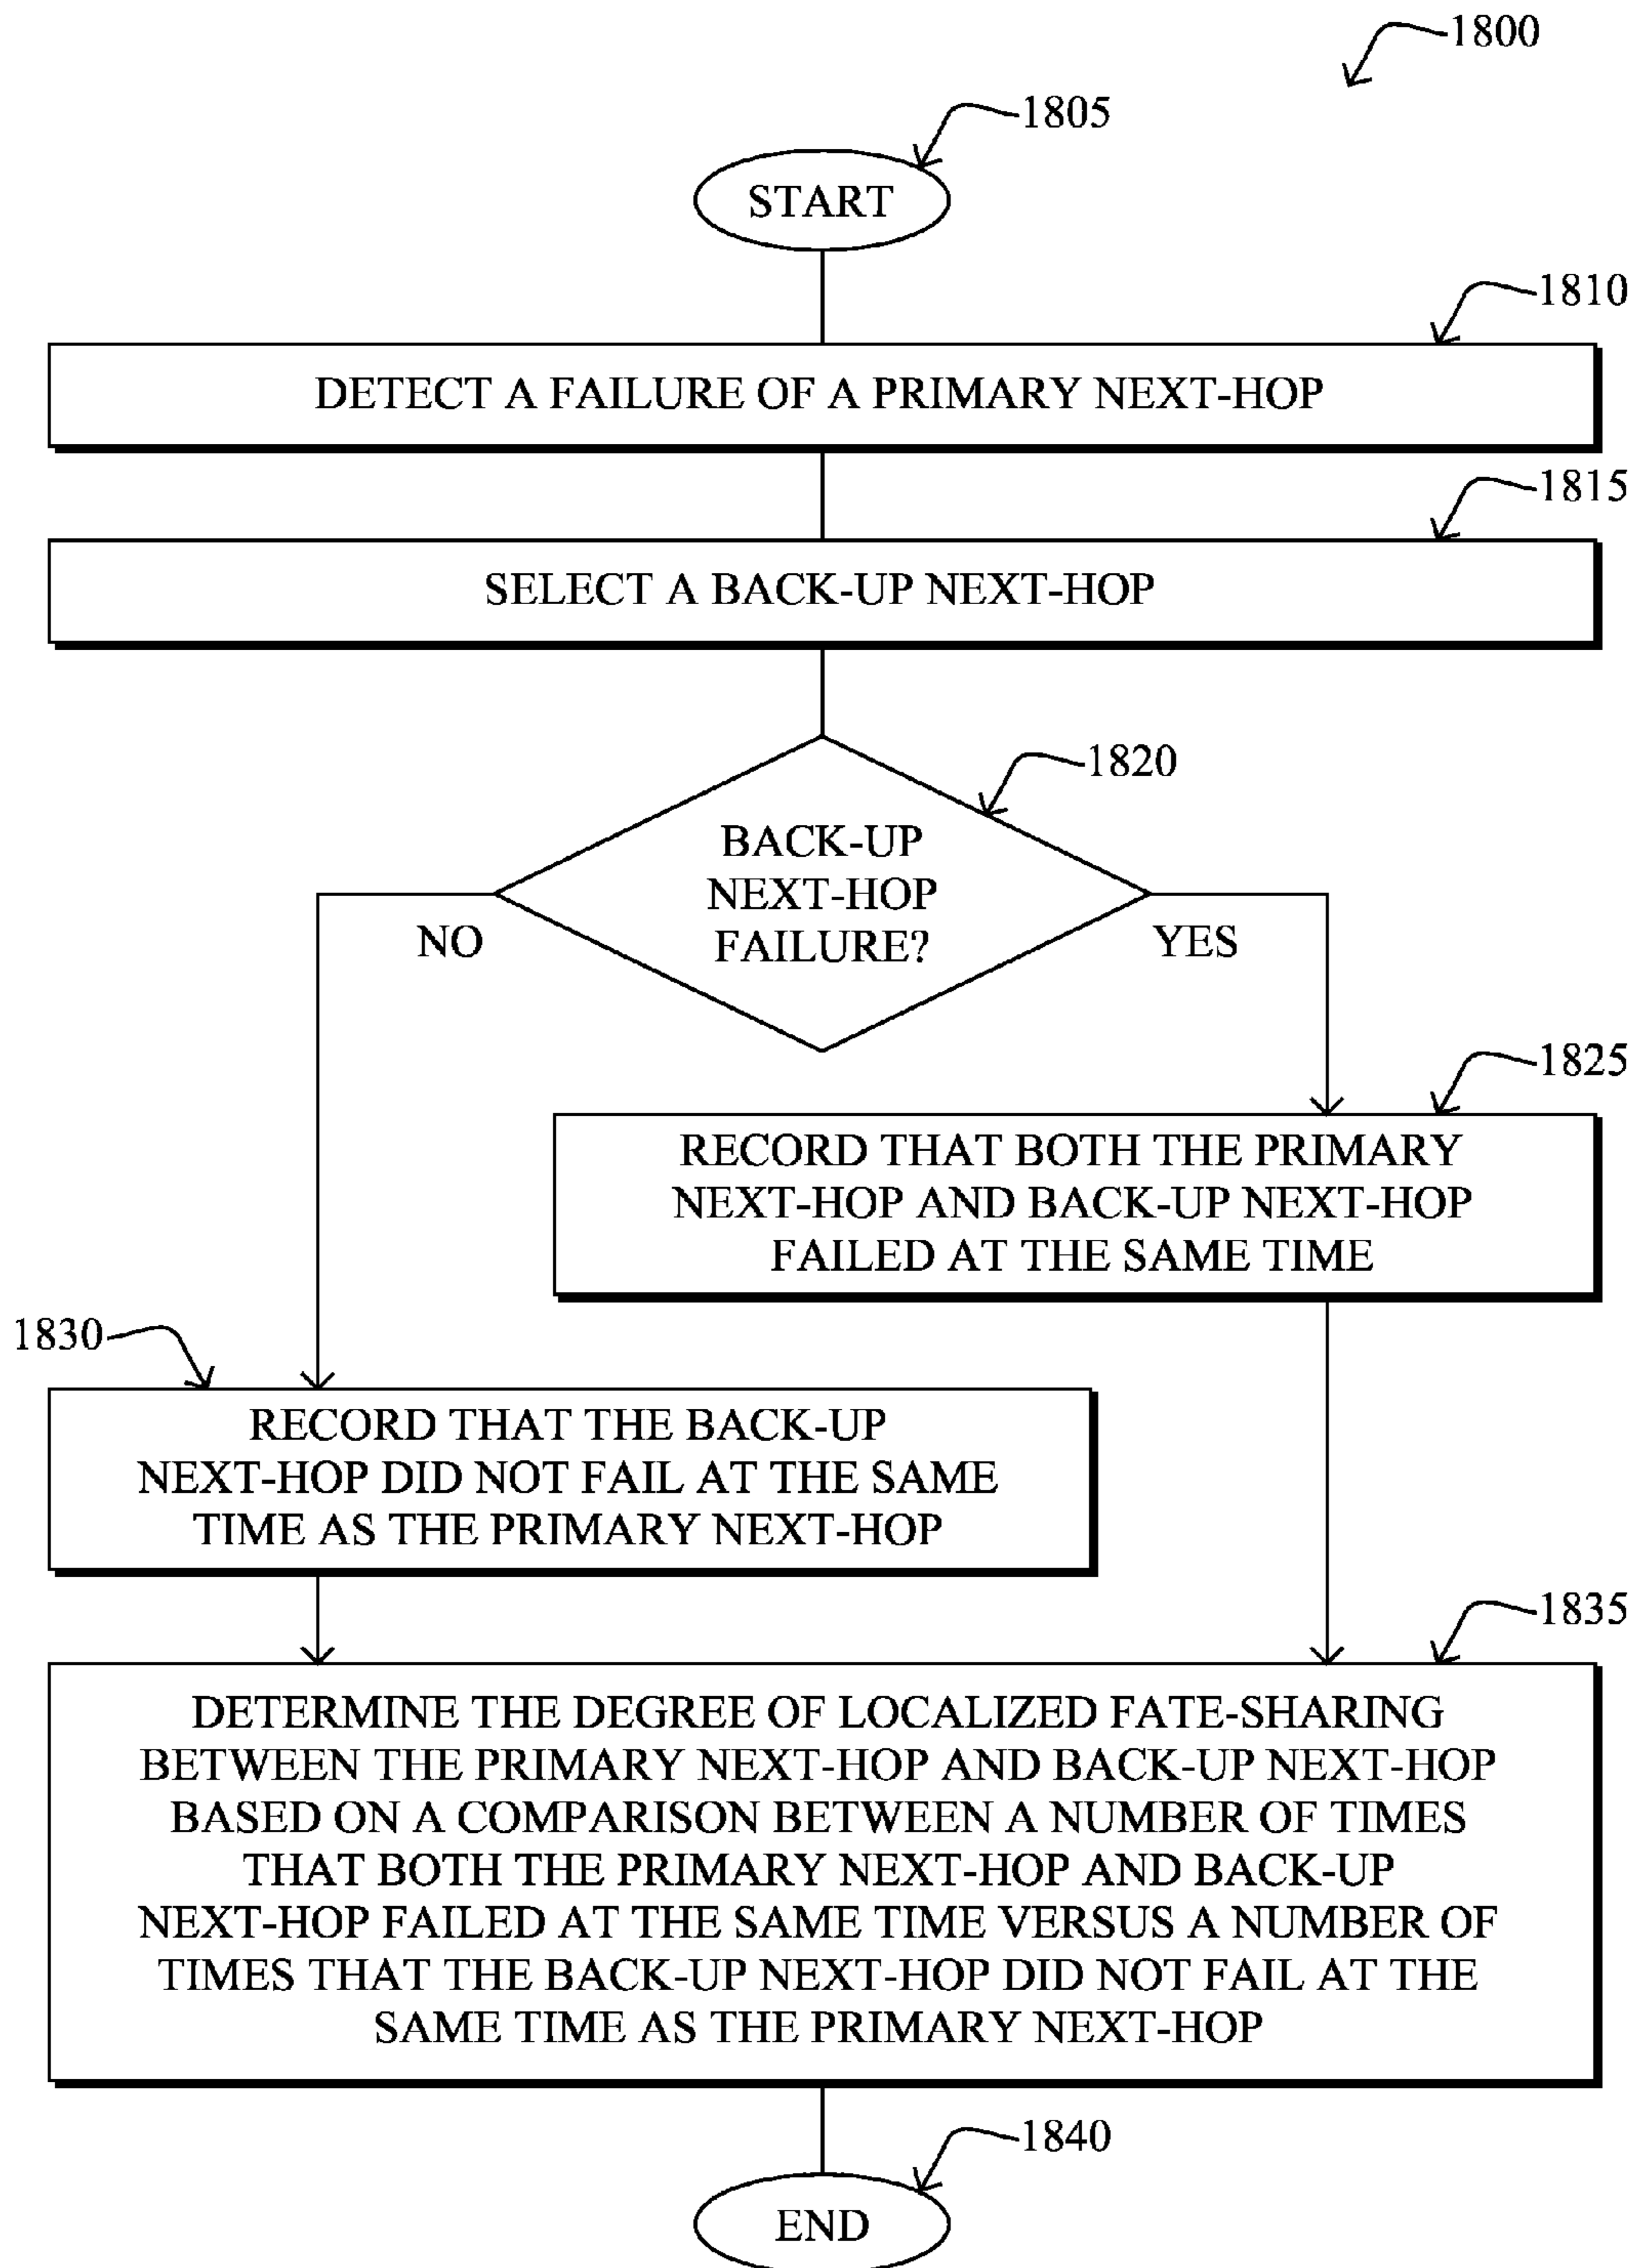 1800
1805
START
1810
DETECT A FAILURE OF A PRIMARY NEXT-HOP
1815
SELECT A BACK-UP NEXT-HOP
1820
BACK-UP
NEXT-HOP
FAILURE?
NO
YES
1825
RECORD THAT BOTH THE PRIMARY
NEXT-HOP AND BACK-UP NEXT-HOP
FAILED AT THE SAME TIME
1830
RECORD THAT THE BACK-UP
NEXT-HOP DID NOT FAIL AT THE SAME
TIME AS THE PRIMARY NEXT-HOP
1835
DETERMINE THE DEGREE OF LOCALIZED FATE-SHARING
BETWEEN THE PRIMARY NEXT-HOP AND BACK-UP NEXT-HOP
BASED ON A COMPARISON BETWEEN A NUMBER OF TIMES
THAT BOTH THE PRIMARY NEXT-HOP AND BACK-UP
NEXT-HOP FAILED AT THE SAME TIME VERSUS A NUMBER OF
TIMES THAT THE BACK-UP NEXT-HOP DID NOT FAIL AT THE
SAME TIME AS THE PRIMARY NEXT-HOP
1840
END